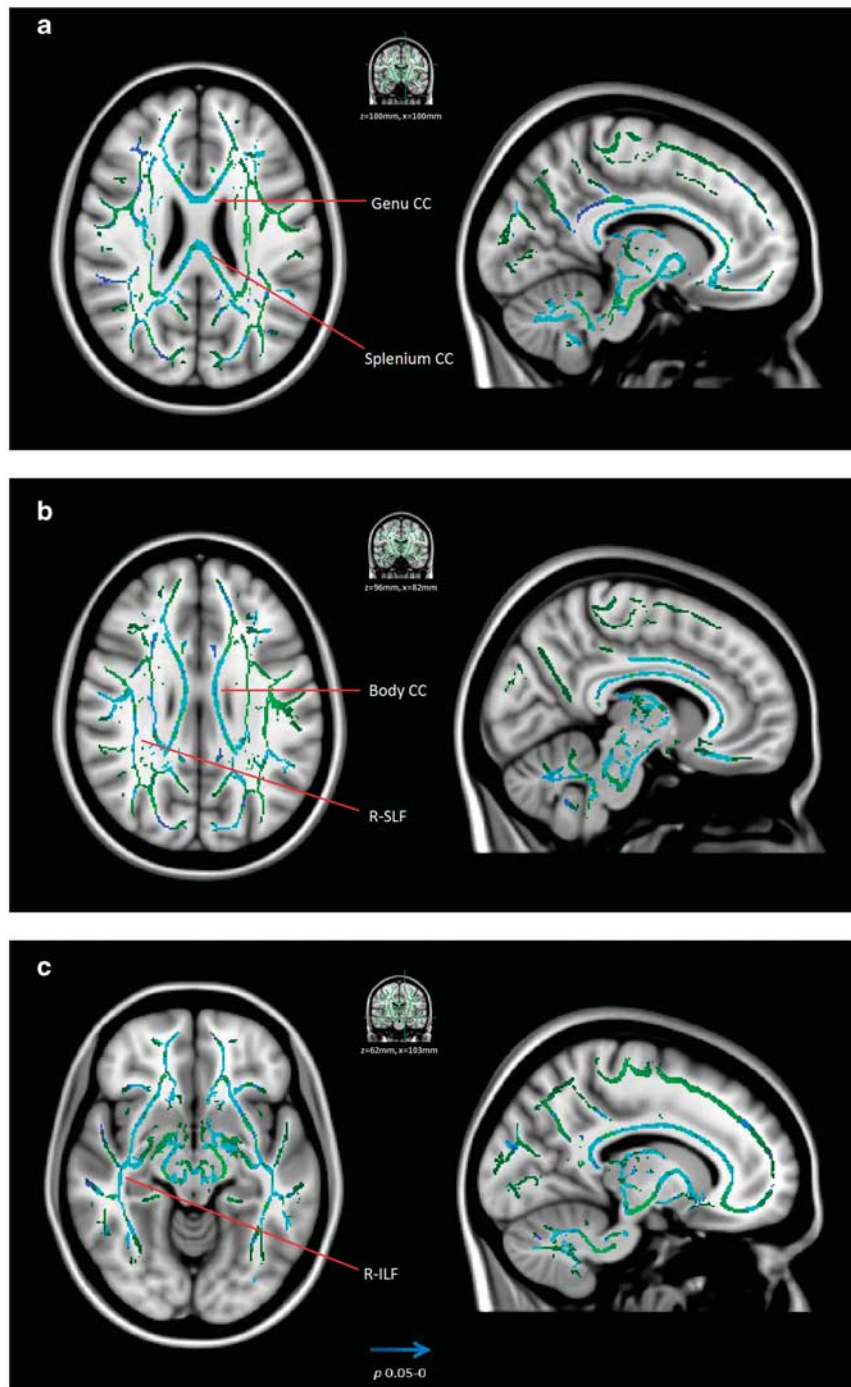 a
z=100mm, x=100mm
Genu CC
Splenium CC
b
z=96mm, x=82mm
Body CC
R-SLF
c
z=62mm, x=103mm
R-ILF
p 0.05-0